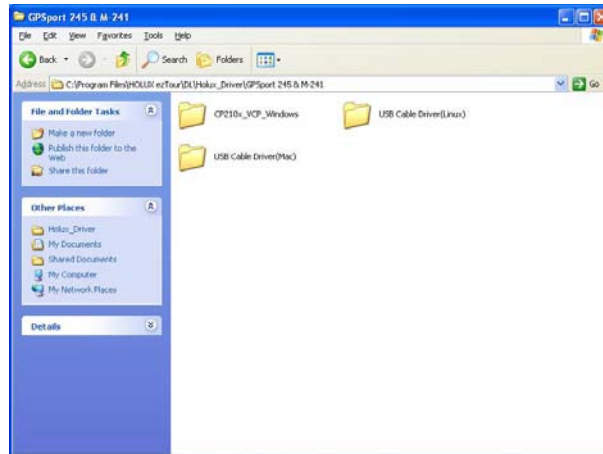 GPSport 245 & M-241
File Edit View Favorites Tools Help
Back Search Folders
Address C:\Program Files\HOLUX ezTour\DL\Holux_Driver\GPSport 245 & M-241 Go
File and Folder Tasks
Make a new folder
Publish this folder to the
Web
Share this folder
Other Places
Holux_Driver
My Documents
Shared Documents
My Computer
My Network Places
Details
CP210x_VCP_Windows
USB Cable Driver(Linux)
USB Cable Driver(Mac)